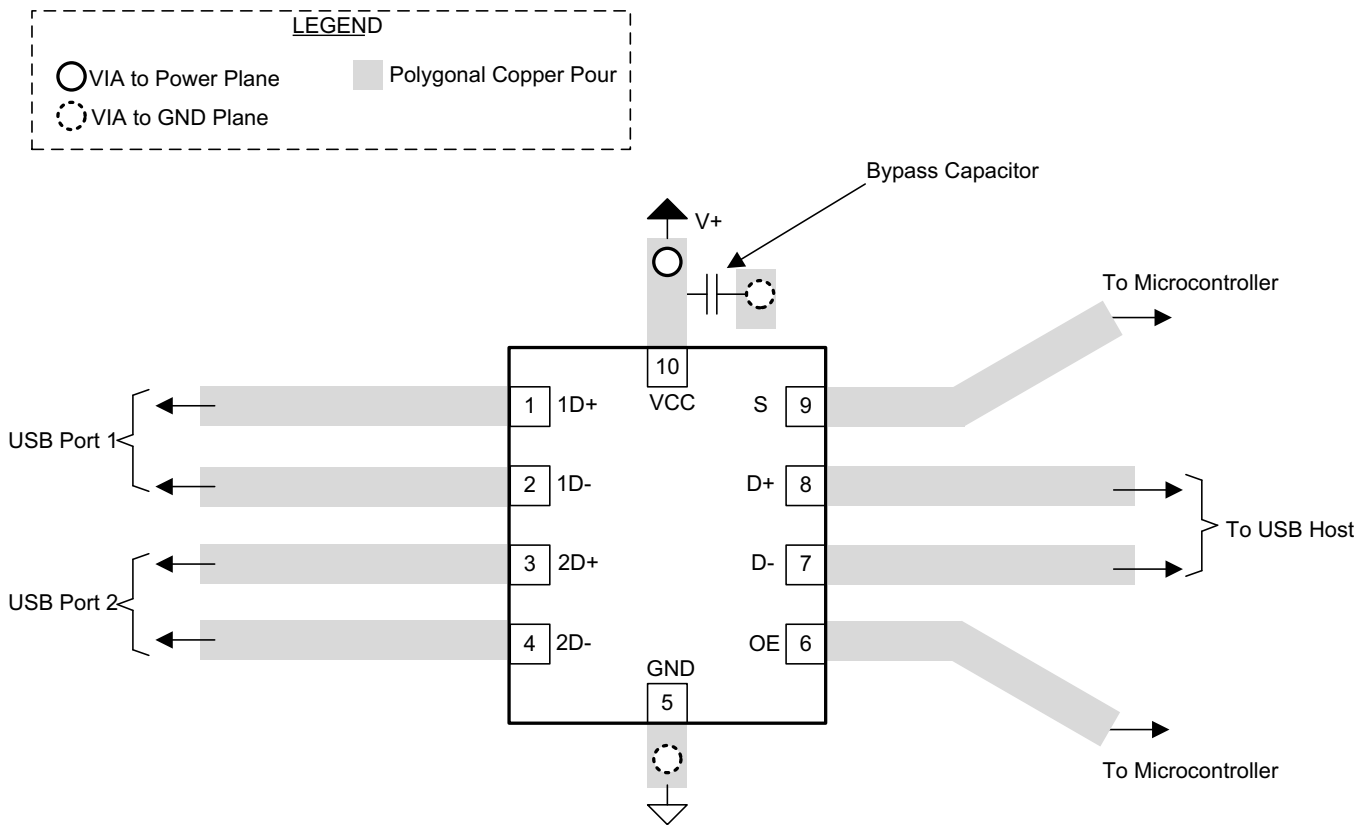 LEGEND
VIA to Power Plane
Polygonal Copper Pour
VIA to GND Plane
Bypass Capacitor
V+
To Microcontroller
10
VCC
1 1D+
S 9
USB Port 1
2 1D-
D+ 8
To USB Host
3 2D+
D- 7
USB Port 2
4 2D-
OE 6
GND
5
To Microcontroller